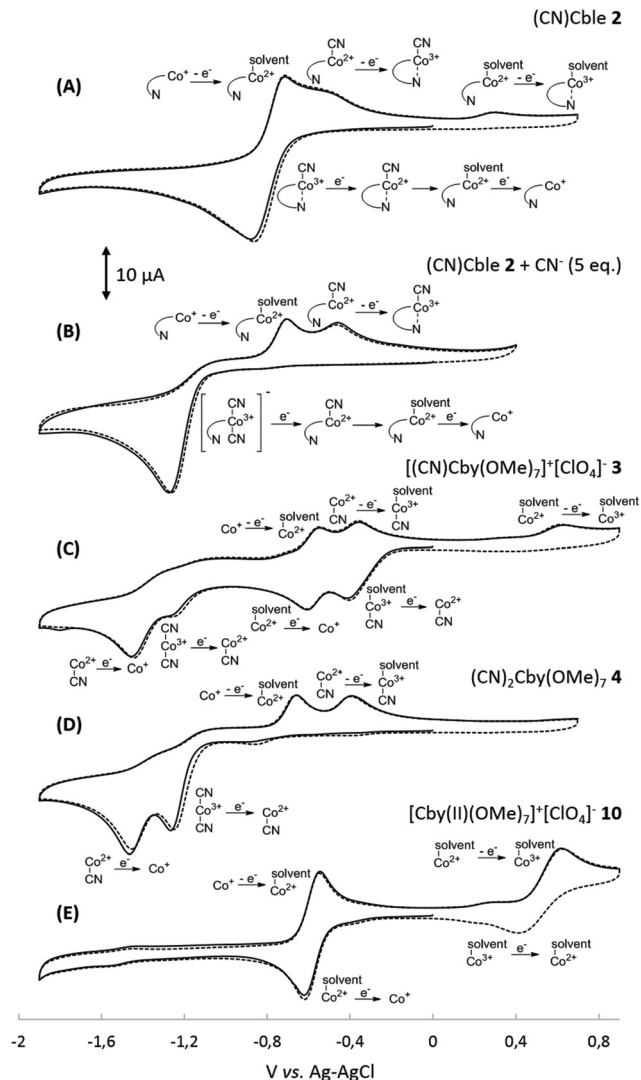 (CN)Cble 2
(A)
Co⁺ - e⁻ solvent Co²⁺ N
CN Co²⁺ - e⁻ CN Co³⁺ N
solvent Co²⁺ - e⁻ solvent Co³⁺ N
CN Co³⁺ N e⁻ CN Co²⁺ N solvent Co²⁺ N e⁻ Co⁺ N
10 µA
(CN)Cble 2 + CN⁻ (5 eq.)
(B)
Co⁺ N - e⁻ solvent Co²⁺ N
CN Co²⁺ N - e⁻ CN Co³⁺ N
[CN Co³⁺ N CN]⁻ e⁻ CN Co²⁺ N solvent Co²⁺ N e⁻ Co⁺ N
[(CN)Cby(OMe)₇]⁺[ClO₄]⁻ 3
(C)
Co⁺ - e⁻ solvent Co²⁺
Co²⁺ CN - e⁻ solvent Co³⁺ CN
solvent Co²⁺ - e⁻ solvent Co³⁺
Co²⁺ CN e⁻ Co⁺
CN Co³⁺ CN e⁻ Co²⁺ CN
solvent Co²⁺ e⁻ Co⁺
solvent Co³⁺ CN e⁻ Co²⁺ CN
(CN)₂Cby(OMe)₇ 4
(D)
Co⁺ - e⁻ solvent Co²⁺
Co²⁺ CN - e⁻ solvent Co³⁺ CN
Co²⁺ CN e⁻ Co⁺
CN Co³⁺ CN e⁻ Co²⁺ CN
[Cby(II)(OMe)₇]⁺[ClO₄]⁻ 10
(E)
Co⁺ - e⁻ solvent Co²⁺
solvent Co²⁺ - e⁻ solvent Co³⁺
solvent Co²⁺ e⁻ Co⁺
solvent Co³⁺ e⁻ solvent Co²⁺
-2 -1,6 -1,2 -0,8 -0,4 0 0,4 0,8
V vs. Ag-AgCl